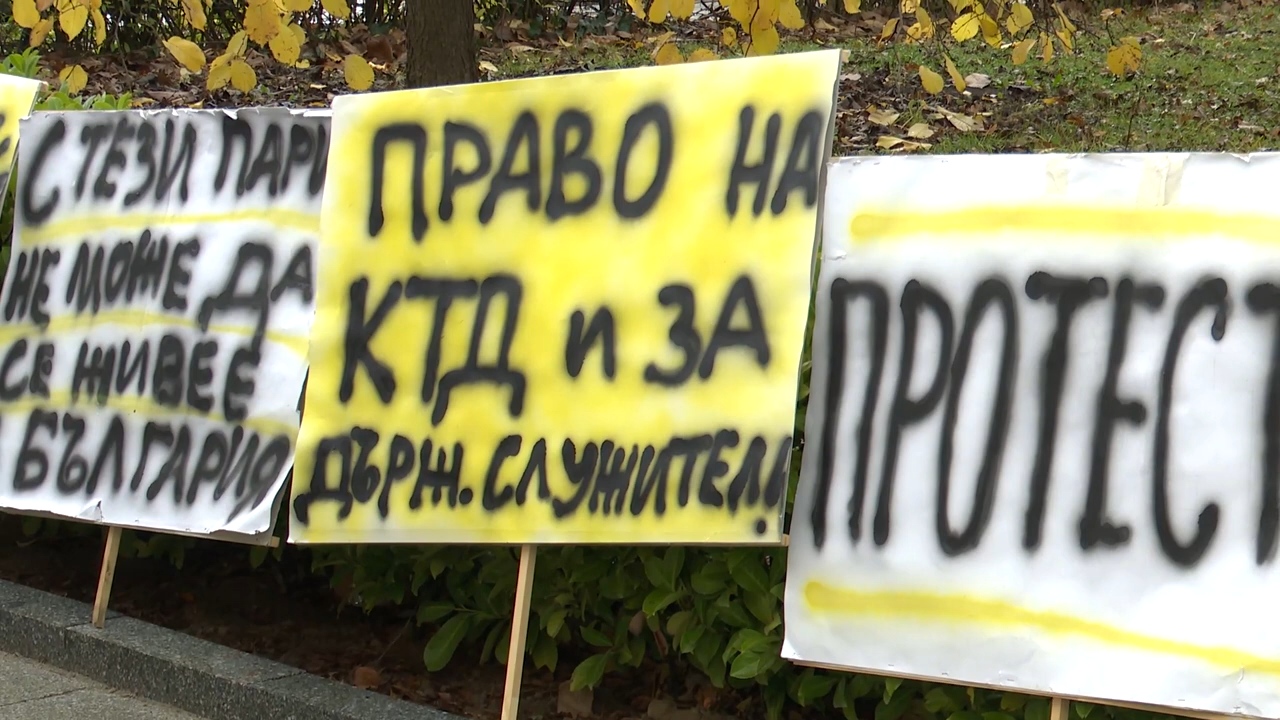 С ТЕЗИ ПАРИ
НЕ МОЖЕ ДА
СЕ ЖИВЕЕ
БЪЛГАРИЯ
ПРАВО НА
КТД и ЗА
ДЪРЖ. СЛУЖИТЕЛИ!
ПРОТЕСТ